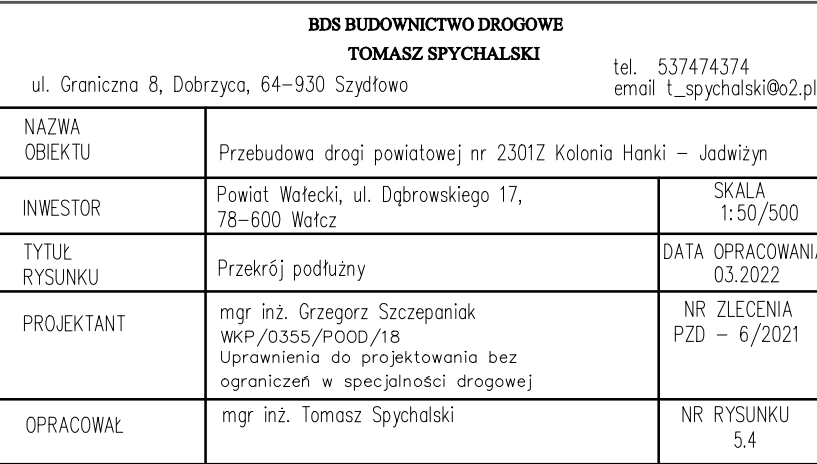 BDS BUDOWNICTWO DROGOWE
TOMASZ SPYCHALSKI
ul. Graniczna 8, Dobrzyca, 64-930 Szydłowo
tel. 537474374
email t_spychalski@o2.pl
NAZWA
OBIEKTU
Przebudowa drogi powiatowej nr 2301Z Kolonia Hanki - Jadwiżyn
INWESTOR
Powiat Wałecki, ul. Dąbrowskiego 17,
78-600 Wałcz
SKALA
1:50/500
TYTUŁ
RYSUNKU
Przekrój podłużny
DATA OPRACOWANIA
03.2022
PROJEKTANT
mgr inż. Grzegorz Szczepaniak
WKP/0355/POOD/18
Uprawnienia do projektowania bez
ograniczeń w specjalności drogowej
NR ZLECENIA
PZD - 6/2021
OPRACOWAŁ
mgr inż. Tomasz Spychalski
NR RYSUNKU
5.4